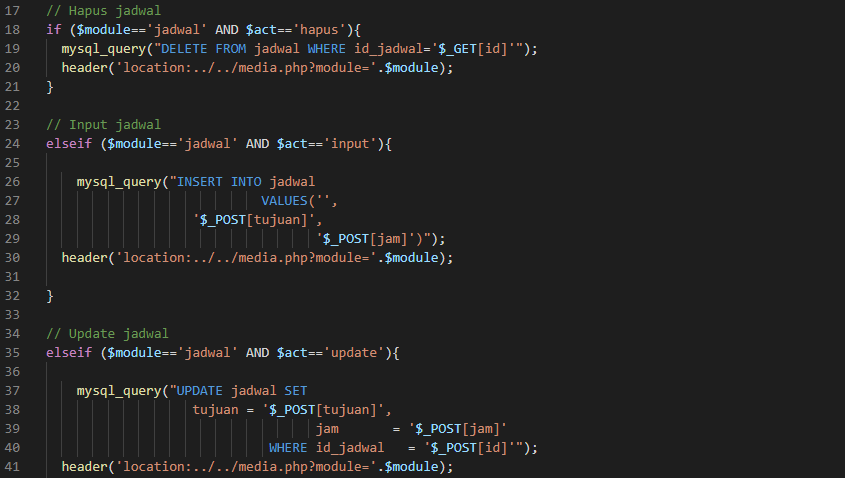 17 // Hapus jadwal
18 if ($module=='jadwal' AND $act=='hapus'){
19 mysql_query("DELETE FROM jadwal WHERE id_jadwal='$_GET[id]'");
20 header('location:../../media.php?module='.$module);
21 }
22
23 // Input jadwal
24 elseif ($module=='jadwal' AND $act=='input'){
25
26 mysql_query("INSERT INTO jadwal
27 VALUES('',
28 '$_POST[tujuan]',
29 '$_POST[jam]')");
30 header('location:../../media.php?module='.$module);
31
32 }
33
34 // Update jadwal
35 elseif ($module=='jadwal' AND $act=='update'){
36
37 mysql_query("UPDATE jadwal SET
38 tujuan = '$_POST[tujuan]',
39 jam = '$_POST[jam]'
40 WHERE id_jadwal = '$_POST[id]'");
41 header('location:../../media.php?module='.$module);